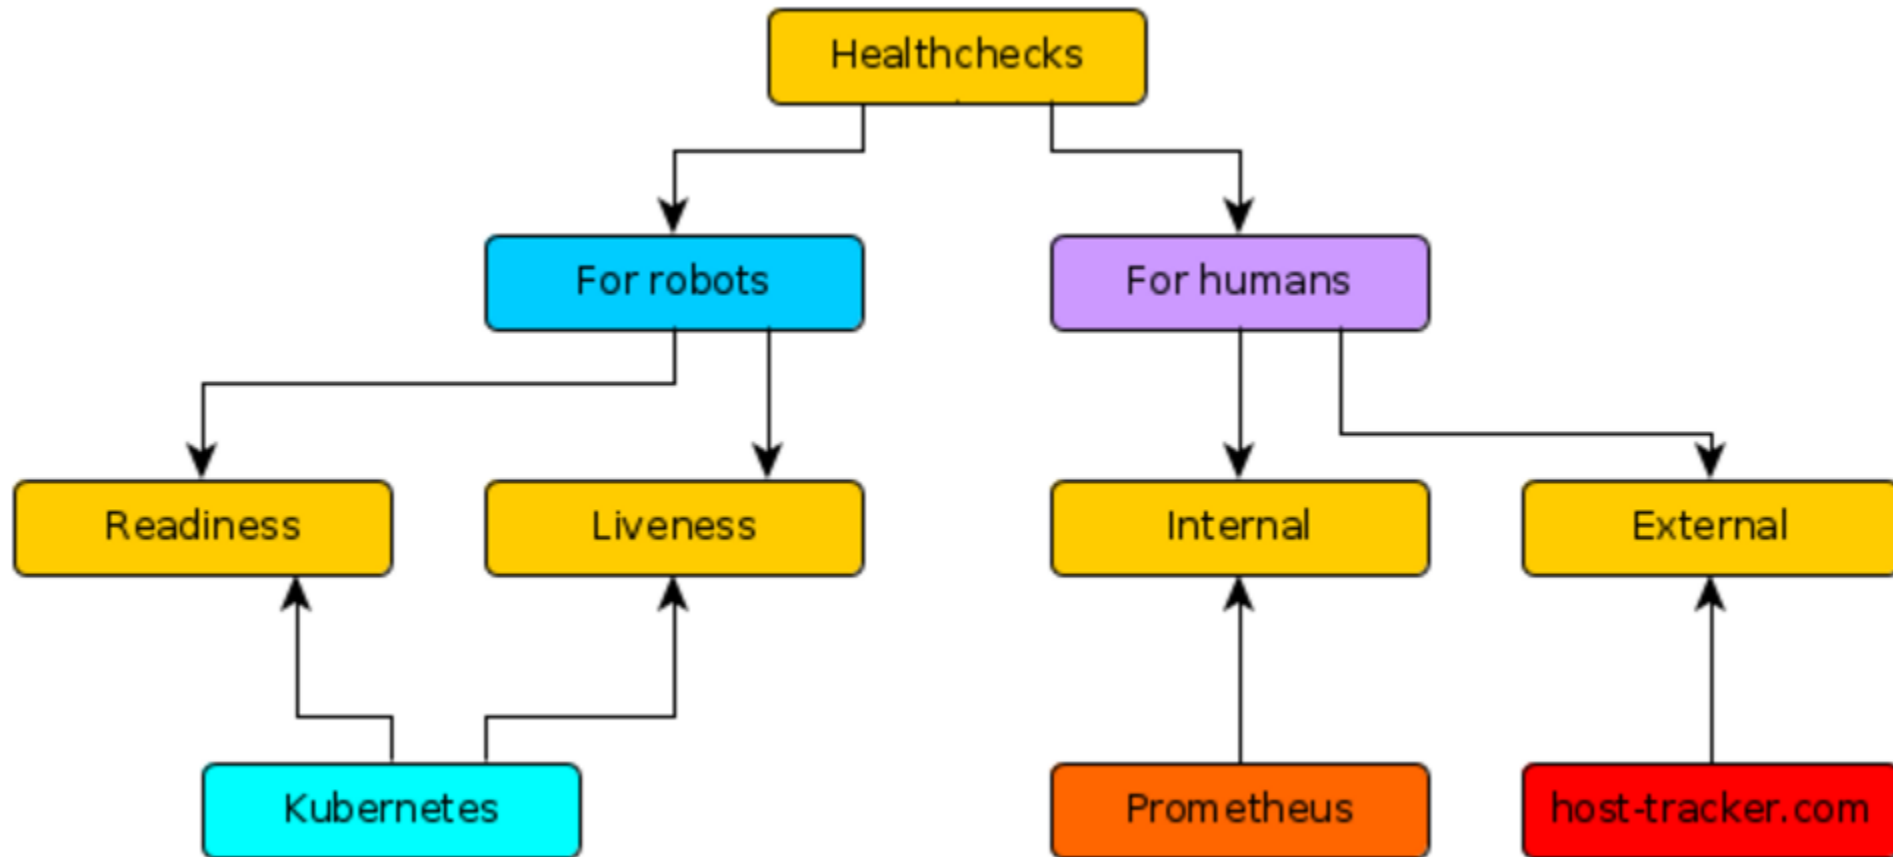 Healthchecks
For robots
For humans
Readiness
Liveness
Internal
External
Kubernetes
Prometheus
host-tracker.com